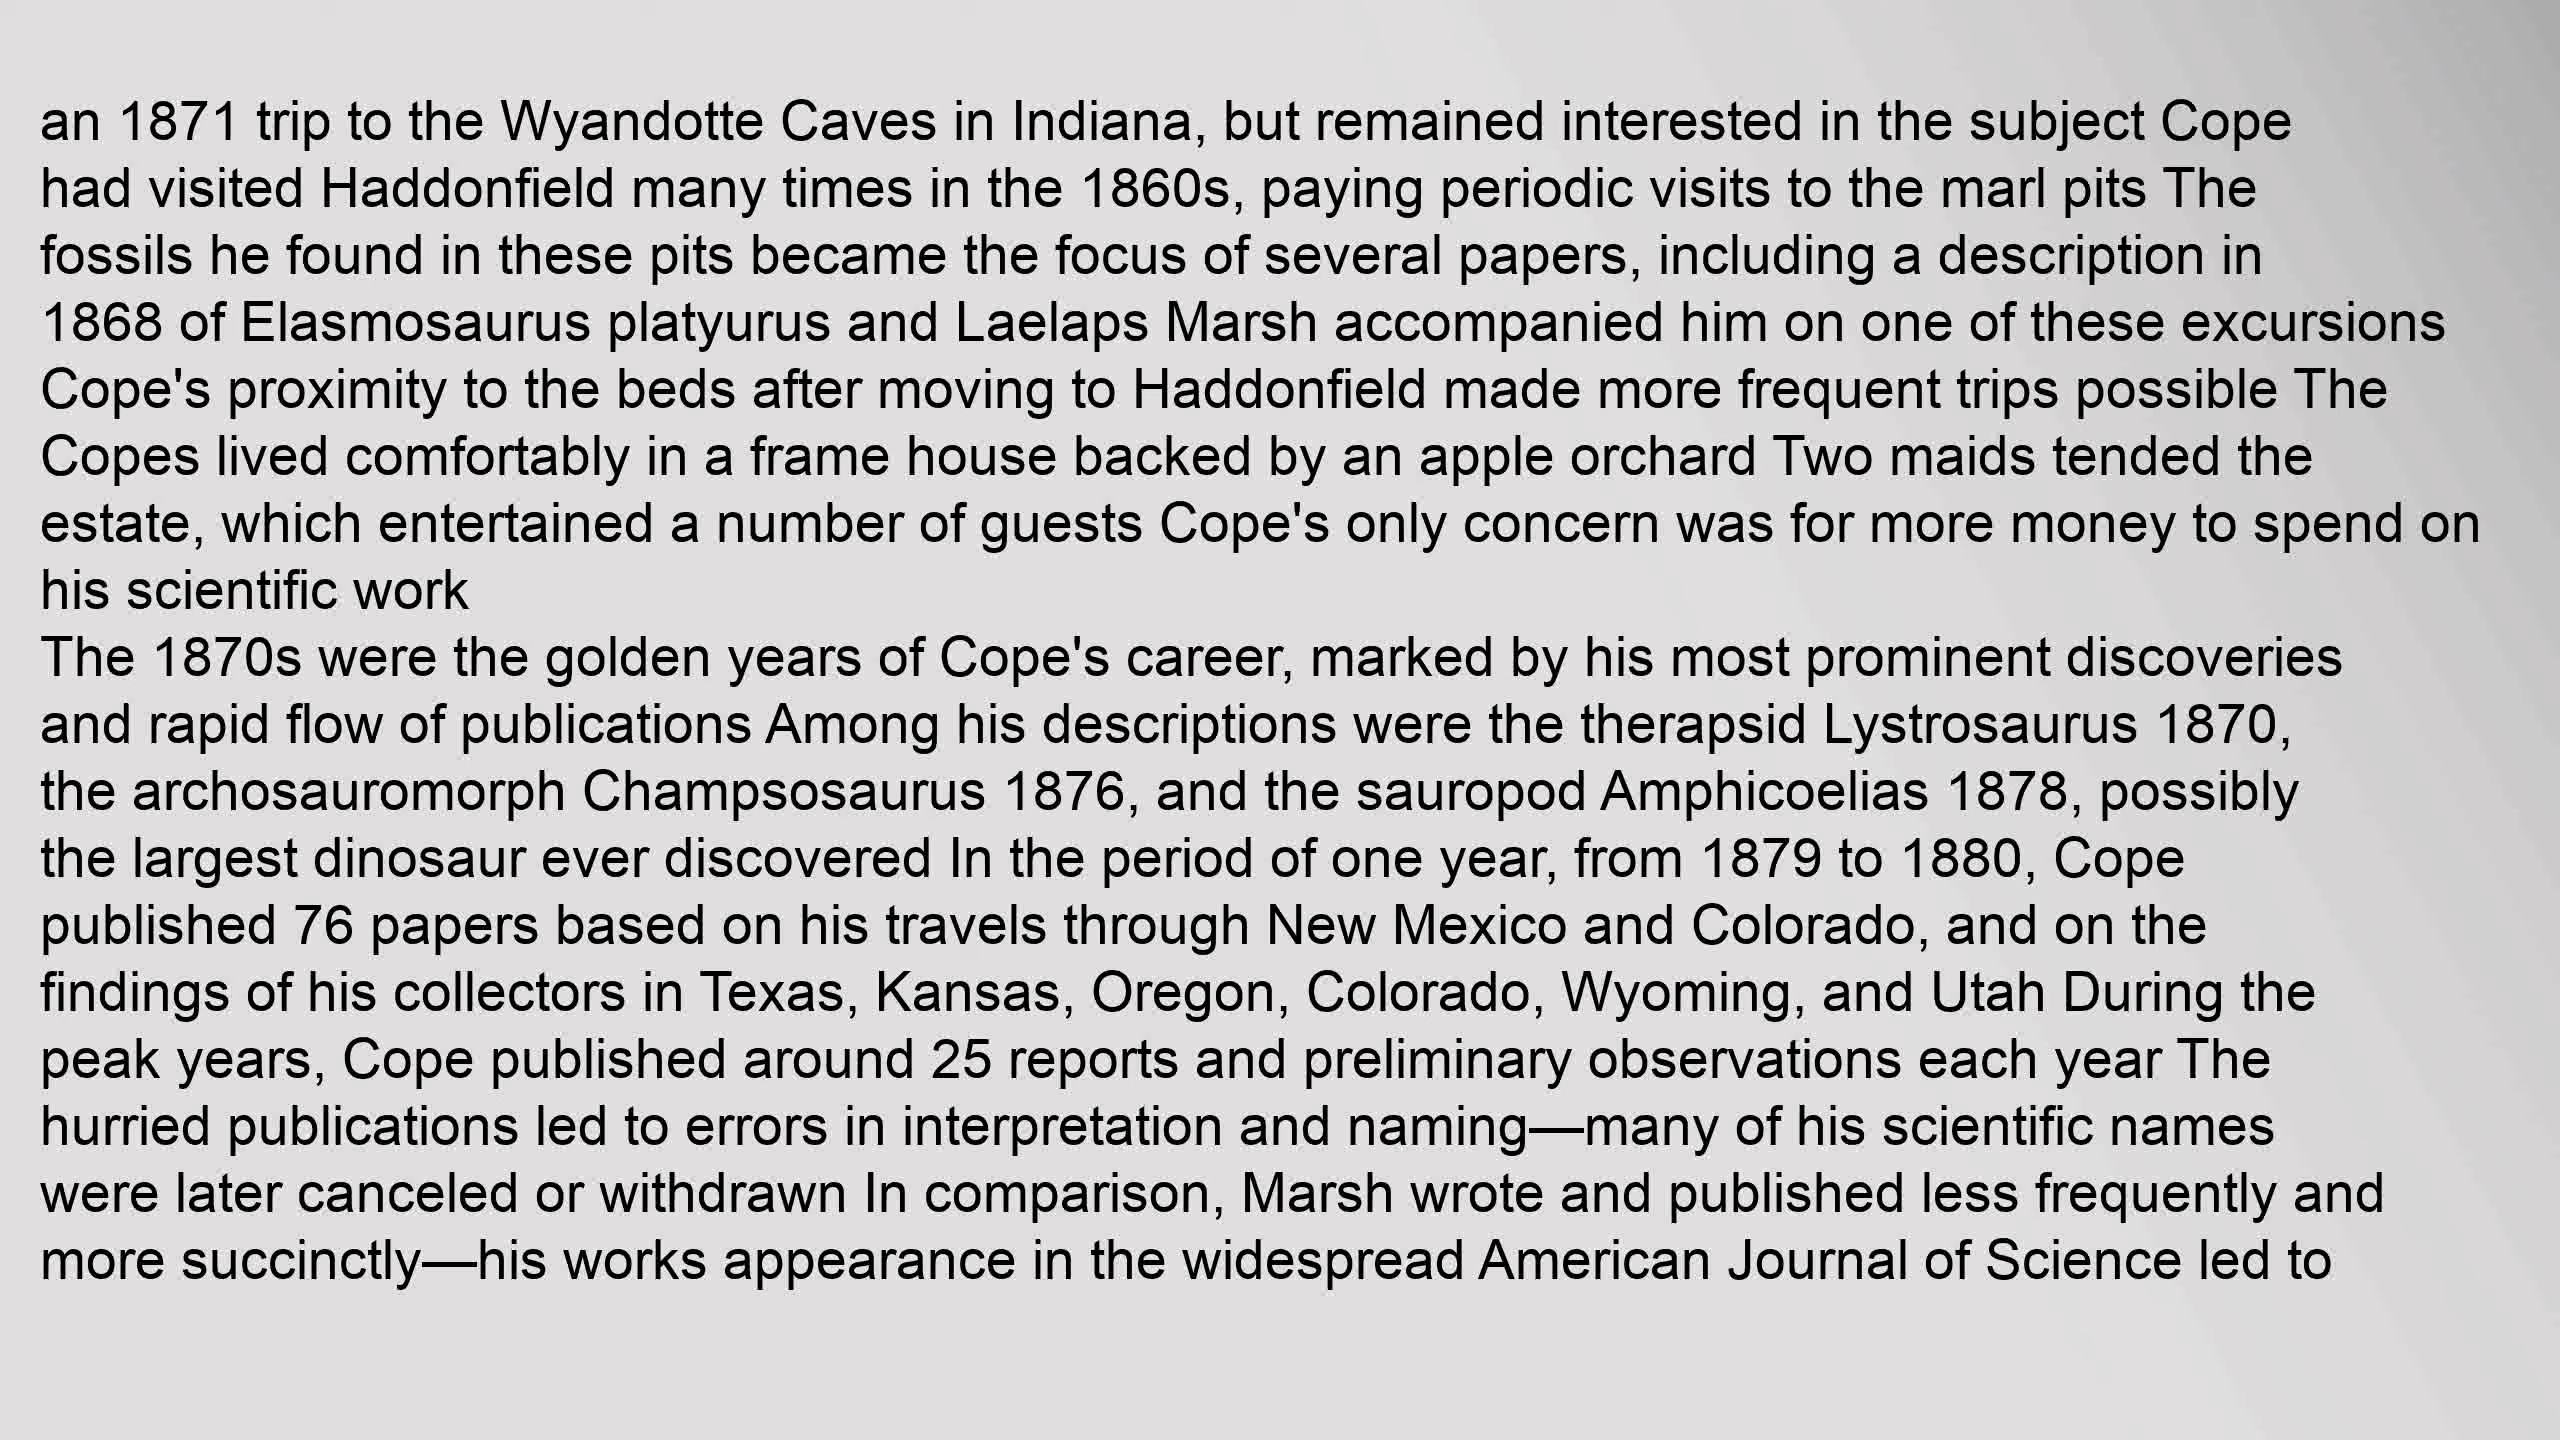 an 1871 trip to the Wyandotte Caves in Indiana, but remained interested in the subject Cope
had visited Haddonfield many times in the 1860s, paying periodic visits to the marl pits The
fossils he found in these pits became the focus of several papers, including a description in
1868 of Elasmosaurus platyurus and Laelaps Marsh accompanied him on one of these excursions
Cope's proximity to the beds after moving to Haddonfield made more frequent trips possible The
Copes lived comfortably in a frame house backed by an apple orchard Two maids tended the
estate, which entertained a number of guests Cope's only concern was for more money to spend on
his scientific work
The 1870s were the golden years of Cope's career, marked by his most prominent discoveries
and rapid flow of publications Among his descriptions were the therapsid Lystrosaurus 1870,
the archosauromorph Champsosaurus 1876, and the sauropod Amphicoelias 1878, possibly
the largest dinosaur ever discovered In the period of one year, from 1879 to 1880, Cope
published 76 papers based on his travels through New Mexico and Colorado, and on the
findings of his collectors in Texas, Kansas, Oregon, Colorado, Wyoming, and Utah During the
peak years, Cope published around 25 reports and preliminary observations each year The
hurried publications led to errors in interpretation and naming—many of his scientific names
were later canceled or withdrawn In comparison, Marsh wrote and published less frequently and
more succinctly—his works appearance in the widespread American Journal of Science led to